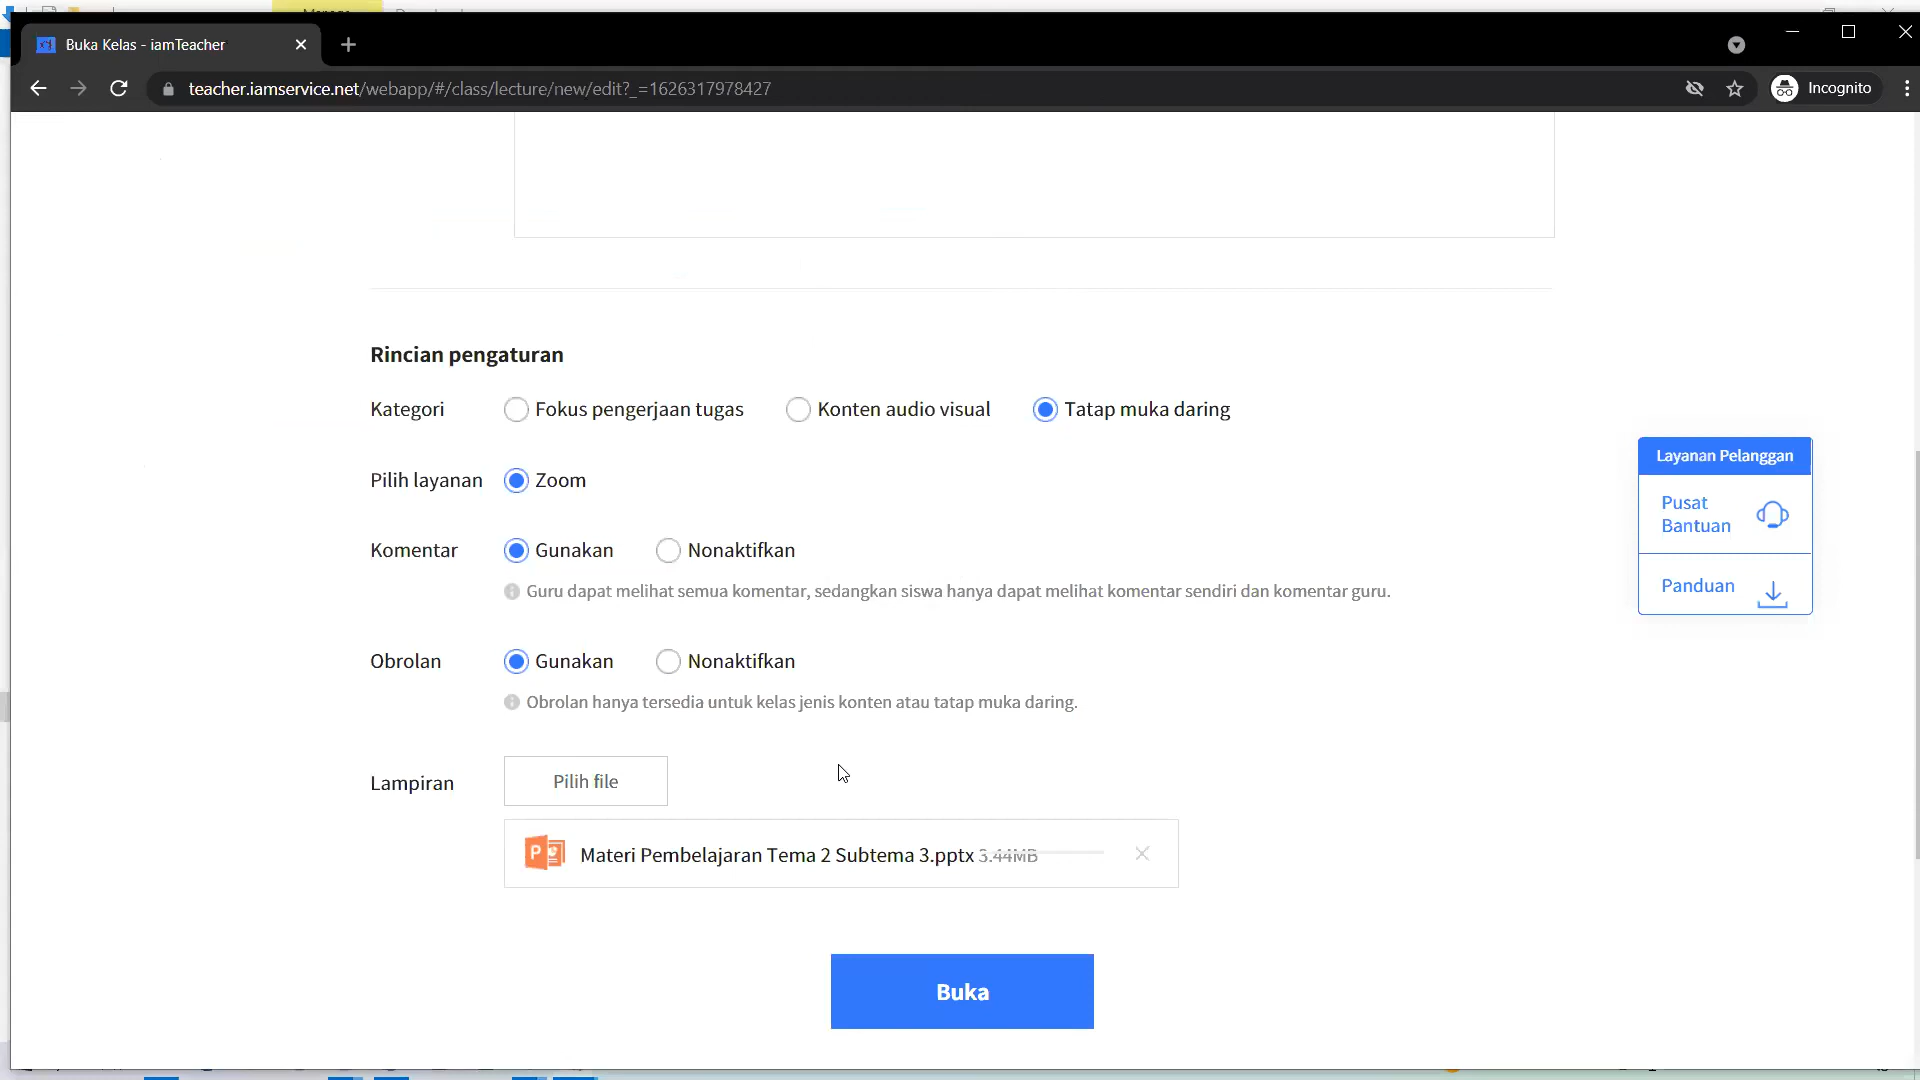 Buka Kelas - iamTeacher
teacher.iamservice.net/webapp/#/class/lecture/new/edit?_=1626317978427
Incognito
Rincian pengaturan
Kategori Fokus pengerjaan tugas Konten audio visual Tatap muka daring
Pilih layanan Zoom
Komentar Gunakan Nonaktifkan
Guru dapat melihat semua komentar, sedangkan siswa hanya dapat melihat komentar sendiri dan komentar guru.
Obrolan Gunakan Nonaktifkan
Obrolan hanya tersedia untuk kelas jenis konten atau tatap muka daring.
Lampiran Pilih file
Materi Pembelajaran Tema 2 Subtema 3.pptx 3.44MB
Buka
Layanan Pelanggan
Pusat
Bantuan
Panduan